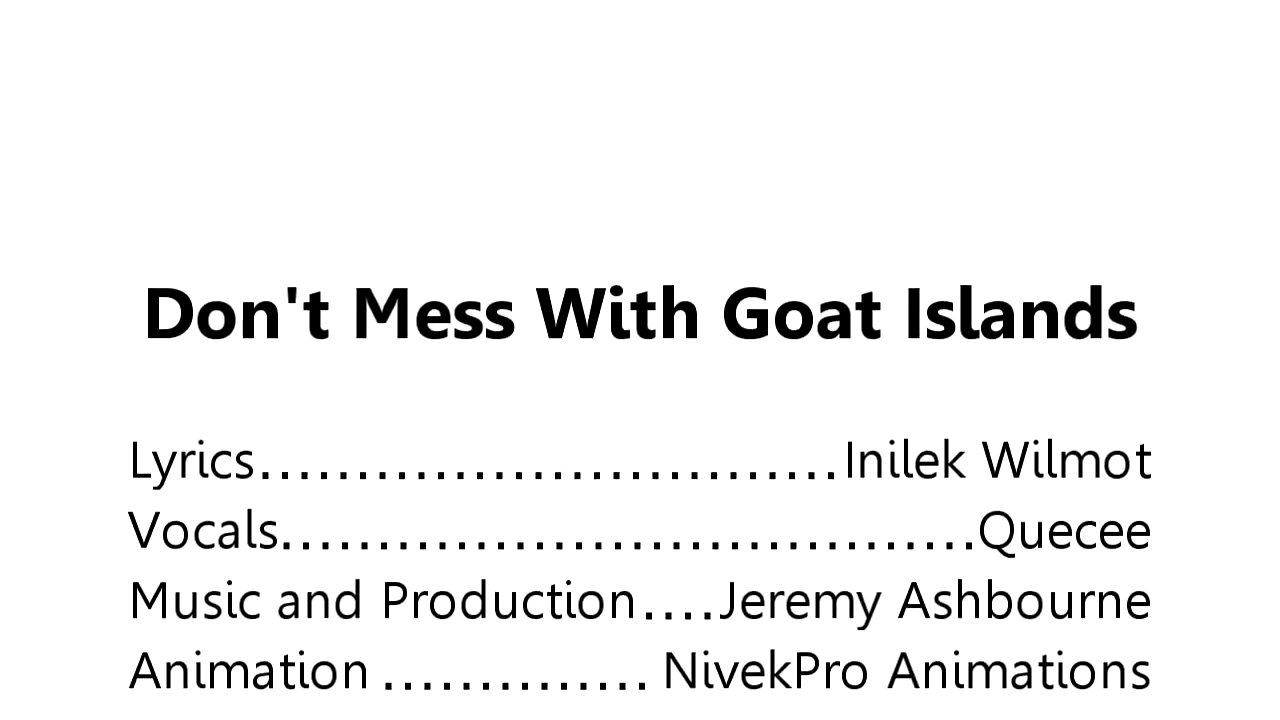 Don't Mess With Goat Islands
Lyrics..............................Inilek Wilmot
Vocals....................................Quecee
Music and Production....Jeremy Ashbourne
Animation .............. NivekPro Animations